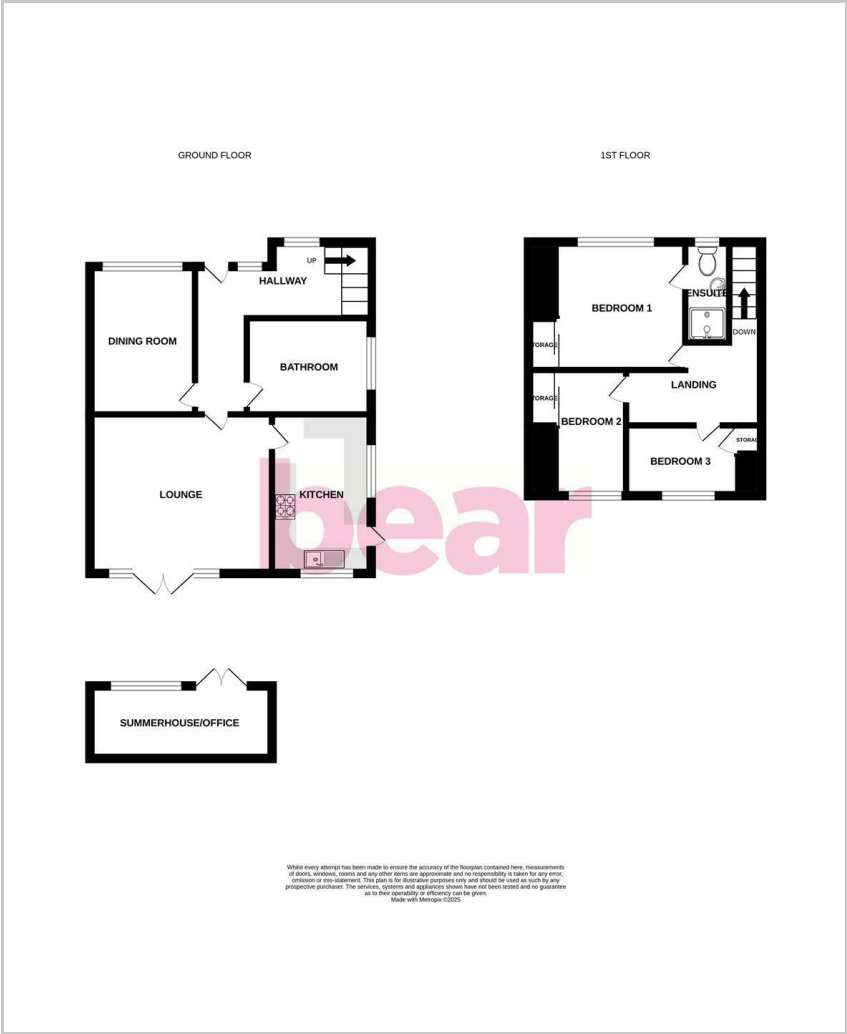 GROUND FLOOR
1ST FLOOR
UP
HALLWAY
DINING ROOM
BATHROOM
LOUNGE
KITCHEN
BEDROOM 1
ENSUITE
DOWN
STORAGE
LANDING
STORAGE
BEDROOM 2
BEDROOM 3
STORAG
bear
SUMMERHOUSE/OFFICE
Whilst every attempt has been made to ensure the accuracy of the floorplan contained here, measurements
of doors, windows, rooms and any other items are approximate and no responsibility is taken for any error,
omission or mis-statement. This plan is for illustrative purposes only and should be used as such by any
prospective purchaser. The services, systems and appliances shown have not been tested and no guarantee
as to their operability or efficiency can be given.
Made with Metropix ©2025